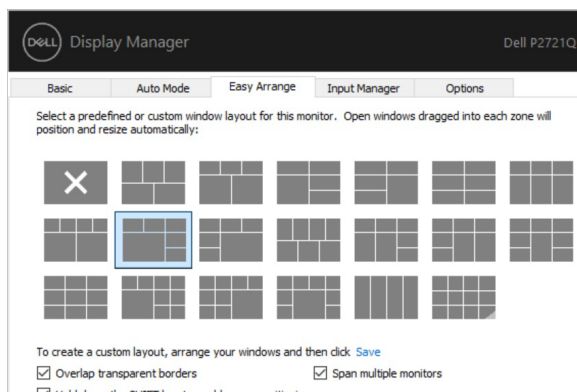 DELL Display Manager
Dell P2721Q
Basic Auto Mode Easy Arrange Input Manager Options
Select a predefined or custom window layout for this monitor. Open windows dragged into each zone will
position and resize automatically:
To create a custom layout, arrange your windows and then click Save
Overlap transparent borders
Span multiple monitors